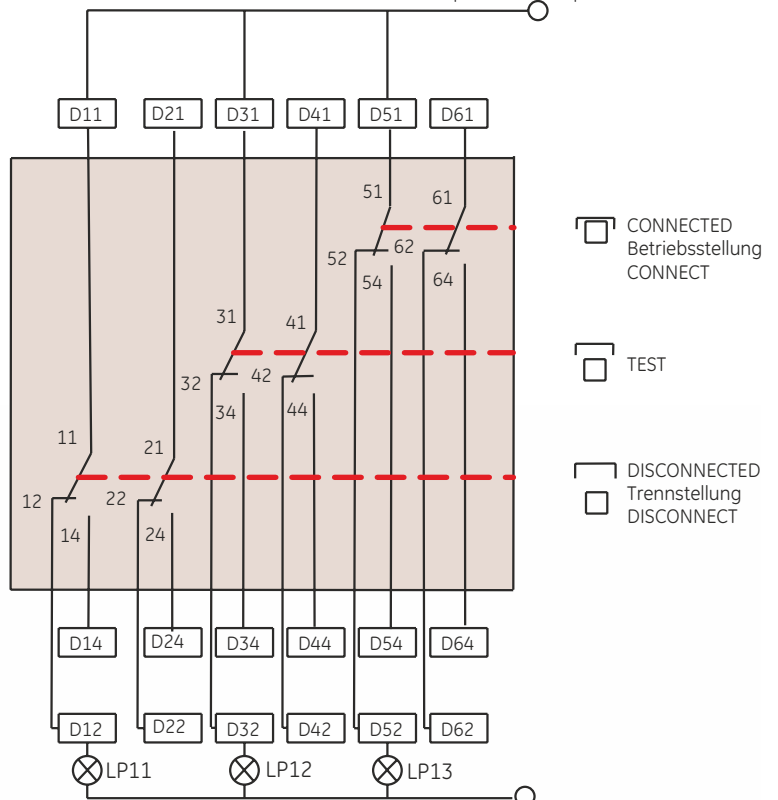 D11 D21 D31 D41 D51 D61
51 61
CONNECTED
52 62
Betriebsstellung
54 64
CONNECT
31 41
TEST
32 42
34 44
11 21
DISCONNECTED
12 22
Trennstellung
14 24
DISCONNECT
D14 D24 D34 D44 D54 D64
D12 D22 D32 D42 D52 D62
LP11 LP12 LP13